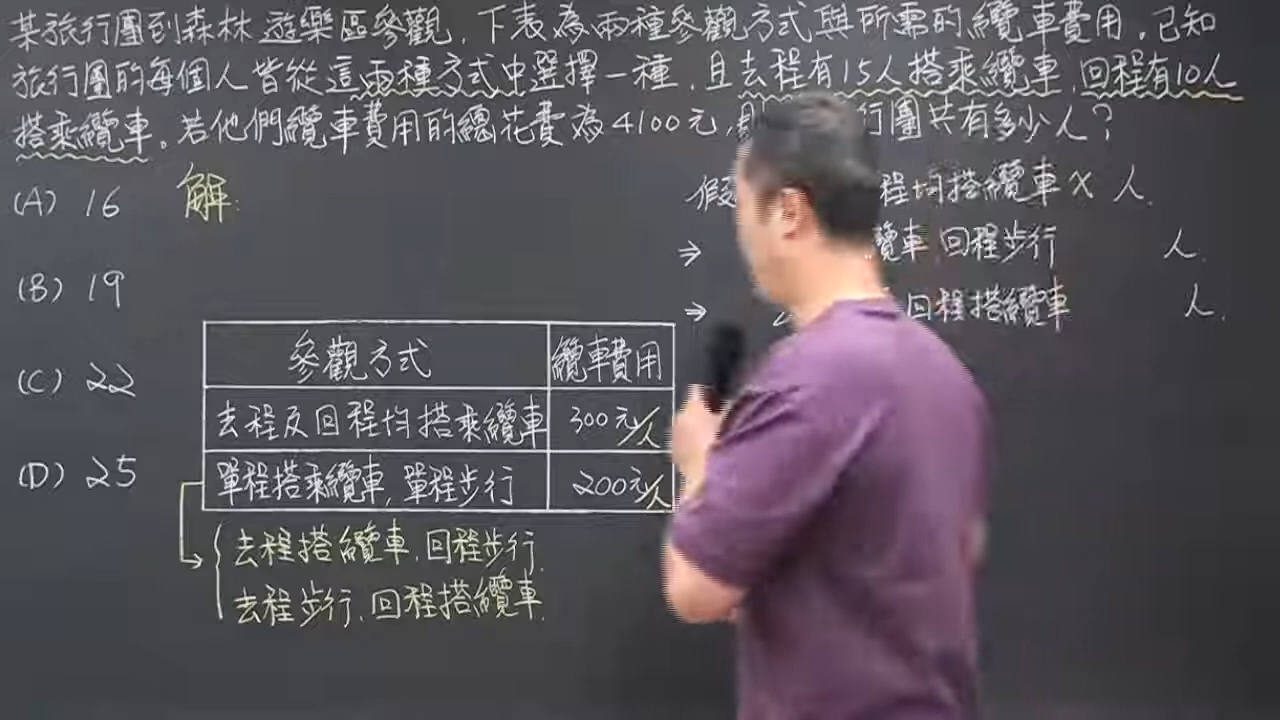 某旅行團到森林遊樂區參觀,下表為兩種參觀方式與所需的纜車費用。已知
旅行團的每個人皆從這兩種方式中選擇一種,且去程有15人搭乘纜車,回程有10人
搭乘纜車。若他們纜車費用的總花費為4100元,行團共有多少人?
(A) 16
(B) 19
(C) 22
(D) 25
解:
參觀方式 纜車費用
去程及回程均搭乘纜車 300元/人
單程搭乘纜車,單程步行 200元/人
去程搭纜車,回程步行.
去程步行,回程搭纜車.
假 程均搭纜車 x 人.
⇒ 纜車 回程步行 人.
⇒ 回程搭纜車 人.